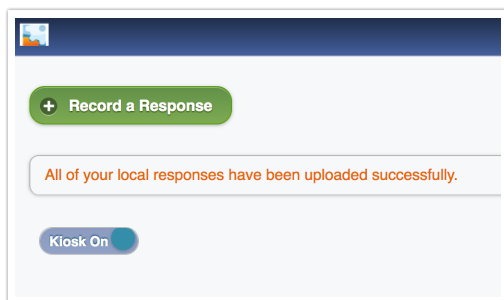 Record a Response
All of your local responses have been uploaded successfully.
Kiosk On